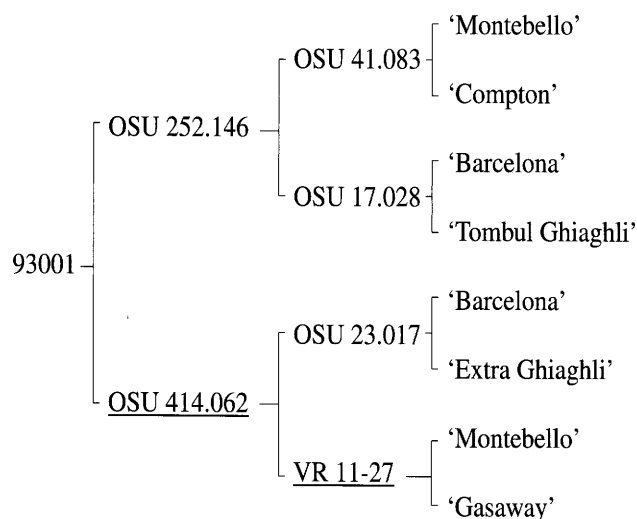 ‘Montebello’
OSU 41.083
‘Compton’
OSU 252.146
‘Barcelona’
OSU 17.028
‘Tombul Ghiaghli’
93001
‘Barcelona’
OSU 23.017
‘Extra Ghiaghli’
OSU 414.062
‘Montebello’
VR 11-27
‘Gasaway’